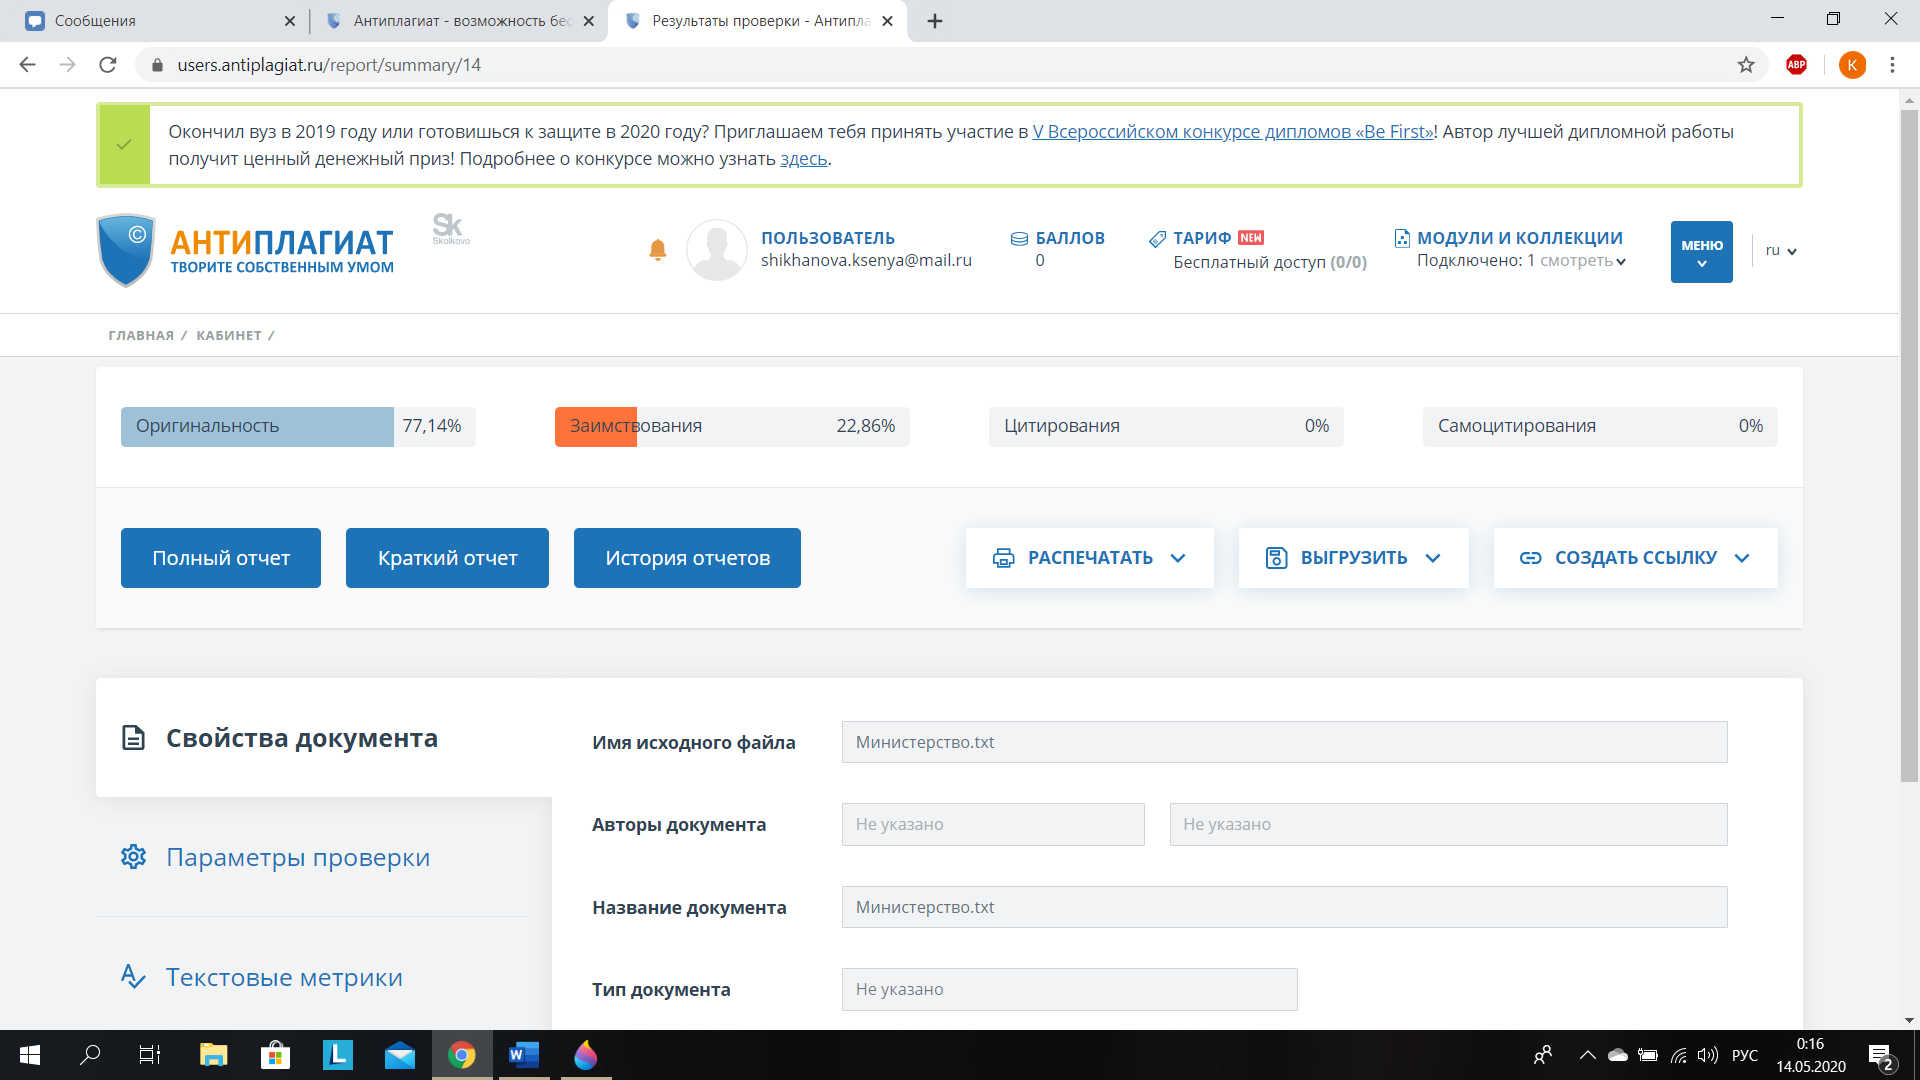 Сообщения
Антиплагиат - возможность бес
Результаты проверки - Антипла
users.antiplagiat.ru/report/summary/14
ABP
K
Окончил вуз в 2019 году или готовишься к защите в 2020 году? Приглашаем тебя принять участие в V Всероссийском конкурсе дипломов «Be First»! Автор лучшей дипломной работы
получит ценный денежный приз! Подробнее о конкурсе можно узнать здесь.
©
АНТИПЛАГИАТ
ТВОРИТЕ СОБСТВЕННЫМ УМОМ
Sk
Skolkovo
ПОЛЬЗОВАТЕЛЬ
shikhanova.ksenya@mail.ru
БАЛЛОВ
0
ТАРИФ NEW
Бесплатный доступ (0/0)
МОДУЛИ И КОЛЛЕКЦИИ
Подключено: 1 смотреть
МЕНЮ
ru
ГЛАВНАЯ / КАБИНЕТ /
Оригинальность 77,14%
Заимствования 22,86%
Цитирования 0%
Самоцитирования 0%
Полный отчет
Краткий отчет
История отчетов
РАСПЕЧАТАТЬ
ВЫГРУЗИТЬ
СОЗДАТЬ ССЫЛКУ
Свойства документа
Параметры проверки
Текстовые метрики
Имя исходного файла Министерство.txt
Авторы документа Не указано Не указано
Название документа Министерство.txt
Тип документа Не указано
L
W
РУС
0:16
14.05.2020
2